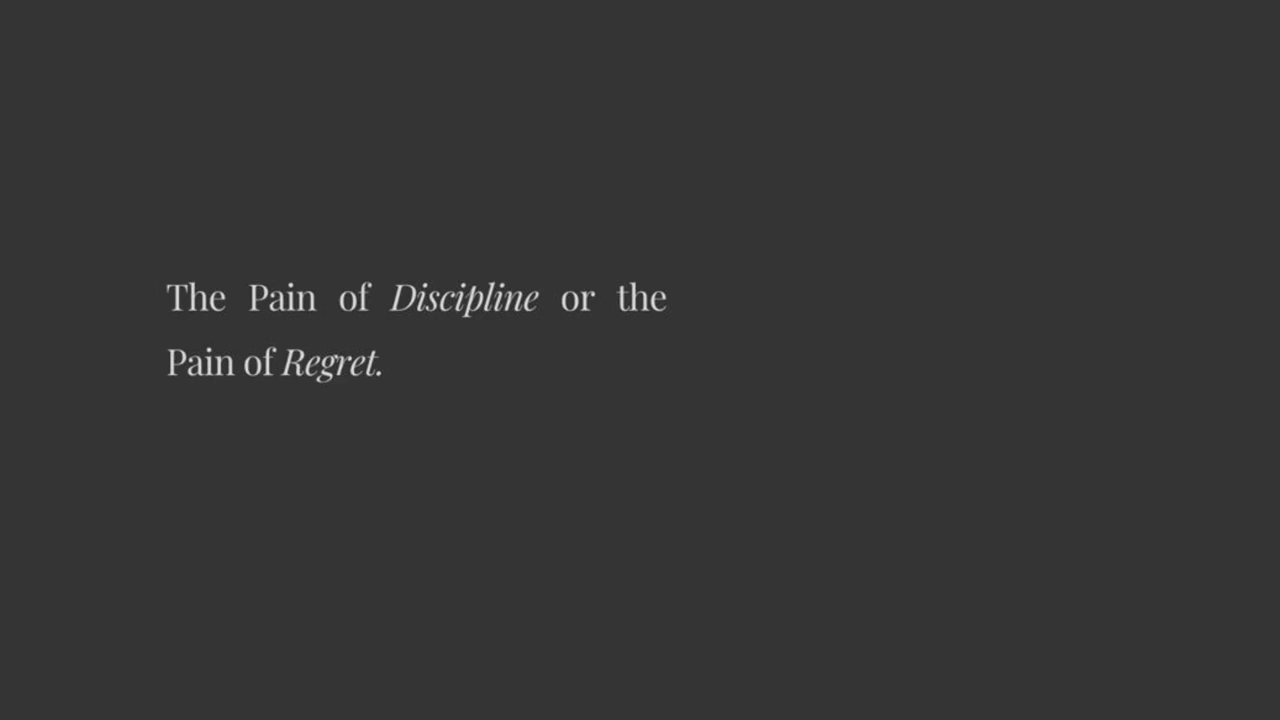 The Pain of Discipline or the
Pain of Regret.